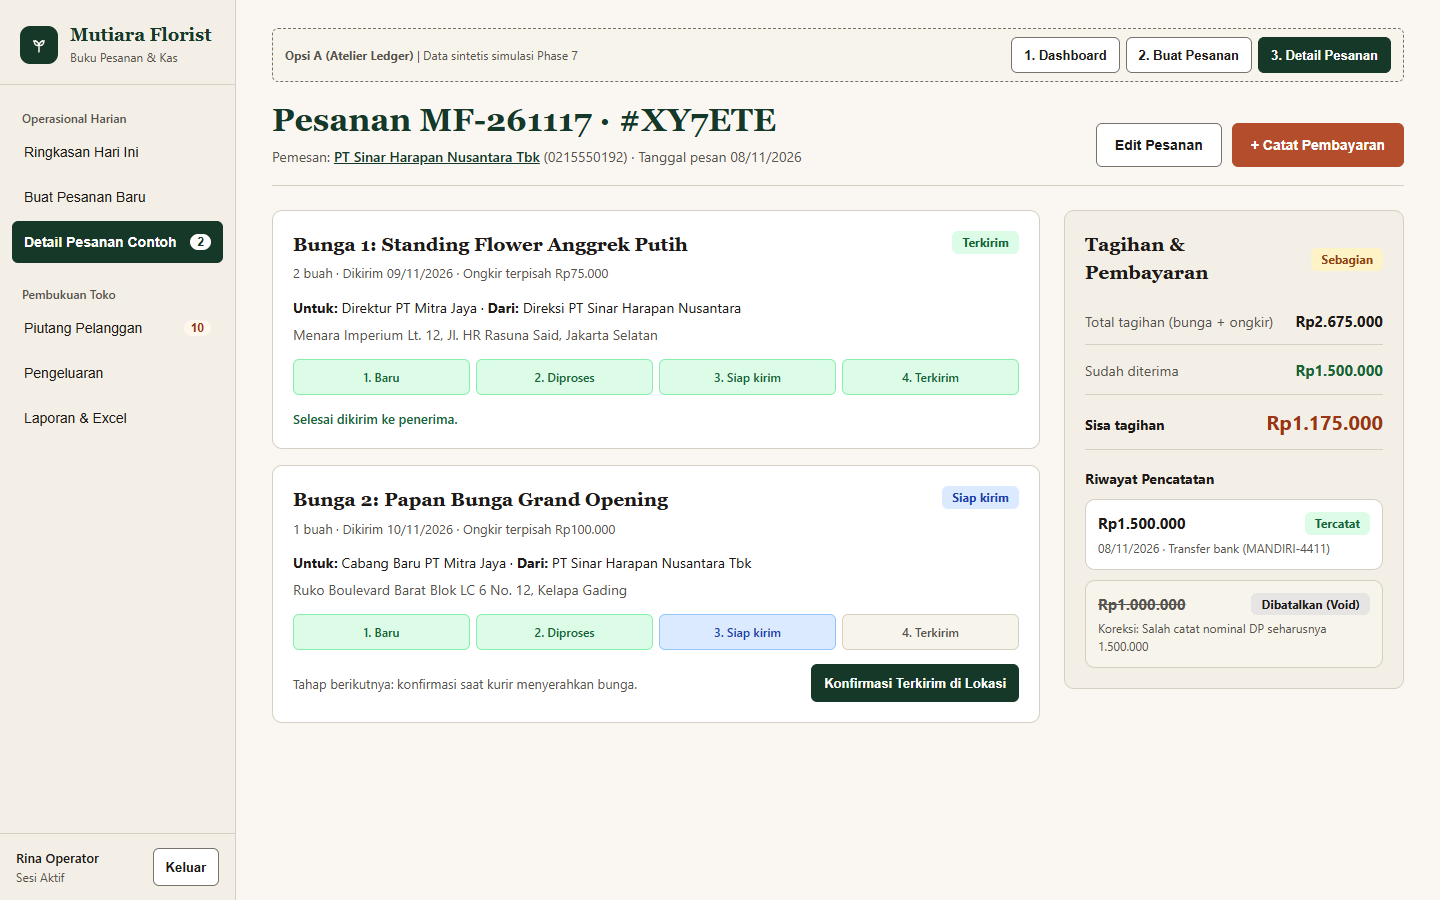 Mutiara Florist
Buku Pesanan & Kas
Operasional Harian
Ringkasan Hari Ini
Buat Pesanan Baru
Detail Pesanan Contoh 2
Pembukuan Toko
Piutang Pelanggan 10
Pengeluaran
Laporan & Excel
Rina Operator
Sesi Aktif
Keluar
Opsi A (Atelier Ledger) | Data sintetis simulasi Phase 7
1. Dashboard
2. Buat Pesanan
3. Detail Pesanan
Pesanan MF-261117 · #XY7ETE
Pemesan: PT Sinar Harapan Nusantara Tbk (0215550192) · Tanggal pesan 08/11/2026
Edit Pesanan
+ Catat Pembayaran
Bunga 1: Standing Flower Anggrek Putih
Terkirim
2 buah · Dikirim 09/11/2026 · Ongkir terpisah Rp75.000
Untuk: Direktur PT Mitra Jaya · Dari: Direksi PT Sinar Harapan Nusantara
Menara Imperium Lt. 12, Jl. HR Rasuna Said, Jakarta Selatan
1. Baru
2. Diproses
3. Siap kirim
4. Terkirim
Selesai dikirim ke penerima.
Bunga 2: Papan Bunga Grand Opening
Siap kirim
1 buah · Dikirim 10/11/2026 · Ongkir terpisah Rp100.000
Untuk: Cabang Baru PT Mitra Jaya · Dari: PT Sinar Harapan Nusantara Tbk
Ruko Boulevard Barat Blok LC 6 No. 12, Kelapa Gading
1. Baru
2. Diproses
3. Siap kirim
4. Terkirim
Tahap berikutnya: konfirmasi saat kurir menyerahkan bunga.
Konfirmasi Terkirim di Lokasi
Tagihan &
Pembayaran
Sebagian
Total tagihan (bunga + ongkir) Rp2.675.000
Sudah diterima Rp1.500.000
Sisa tagihan Rp1.175.000
Riwayat Pencatatan
Rp1.500.000 Tercatat
08/11/2026 · Transfer bank (MANDIRI-4411)
Rp1.000.000 Dibatalkan (Void)
Koreksi: Salah catat nominal DP seharusnya
1.500.000